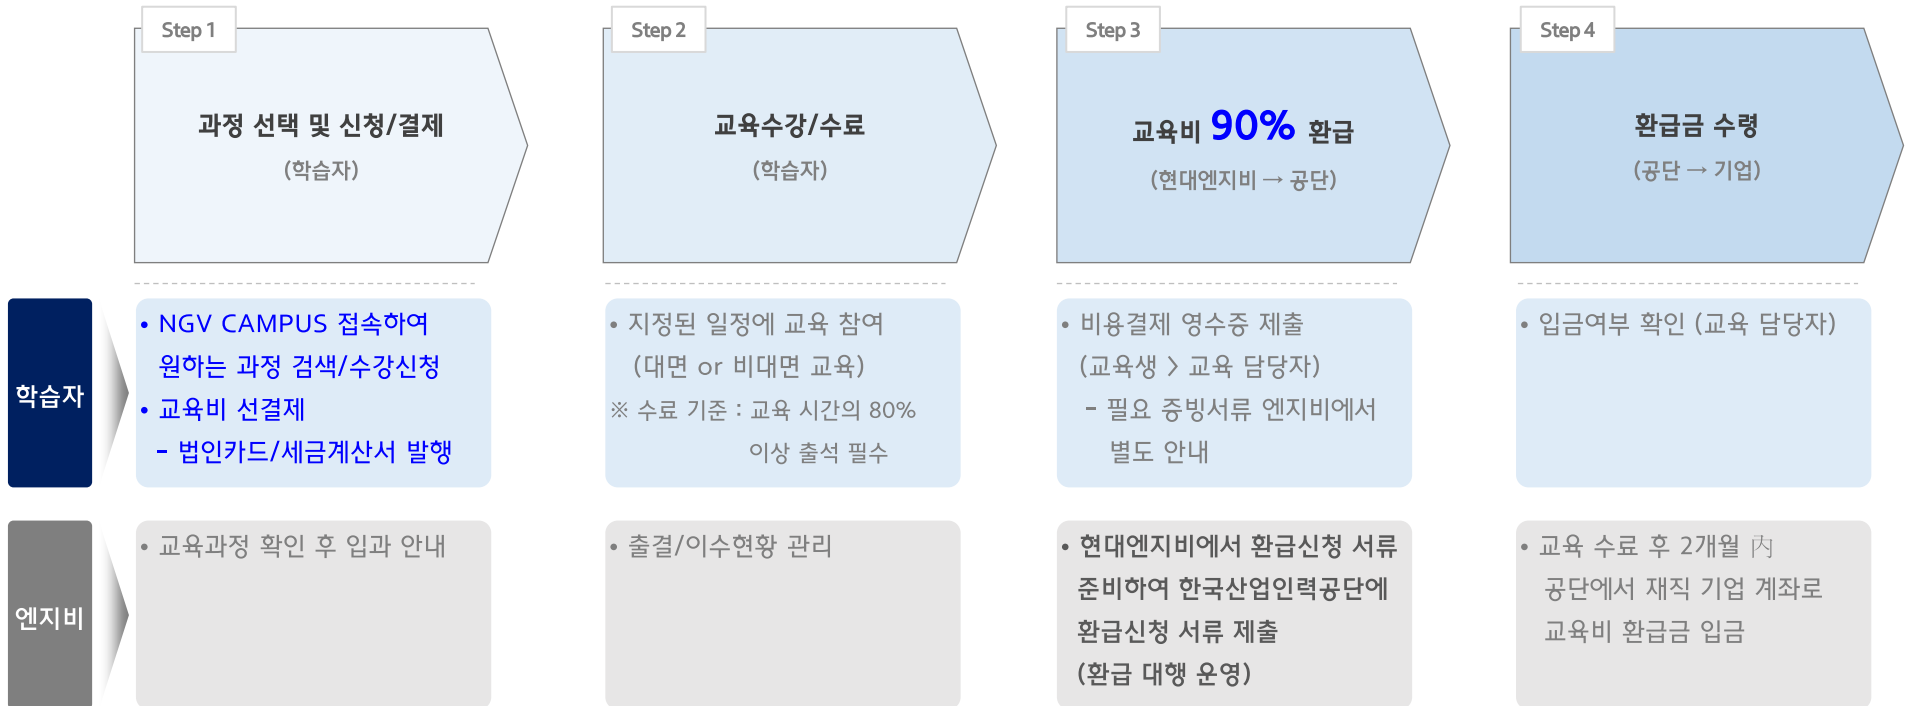 Step 1
과정 선택 및 신청/결제
(학습자)
Step 2
교육수강/수료
(학습자)
Step 3
교육비 90% 환급
(현대엔지비 → 공단)
Step 4
환급금 수령
(공단 → 기업)
학습자
• NGV CAMPUS 접속하여
원하는 과정 검색/수강신청
• 교육비 선결제
- 법인카드/세금계산서 발행
• 지정된 일정에 교육 참여
(대면 or 비대면 교육)
※ 수료 기준 : 교육 시간의 80%
이상 출석 필수
• 비용결제 영수증 제출
(교육생 > 교육 담당자)
- 필요 증빙서류 엔지비에서
별도 안내
• 입금여부 확인 (교육 담당자)
엔지비
• 교육과정 확인 후 입과 안내
• 출결/이수현황 관리
• 현대엔지비에서 환급신청 서류
준비하여 한국산업인력공단에
환급신청 서류 제출
(환급 대행 운영)
• 교육 수료 후 2개월 內
공단에서 재직 기업 계좌로
교육비 환급금 입금